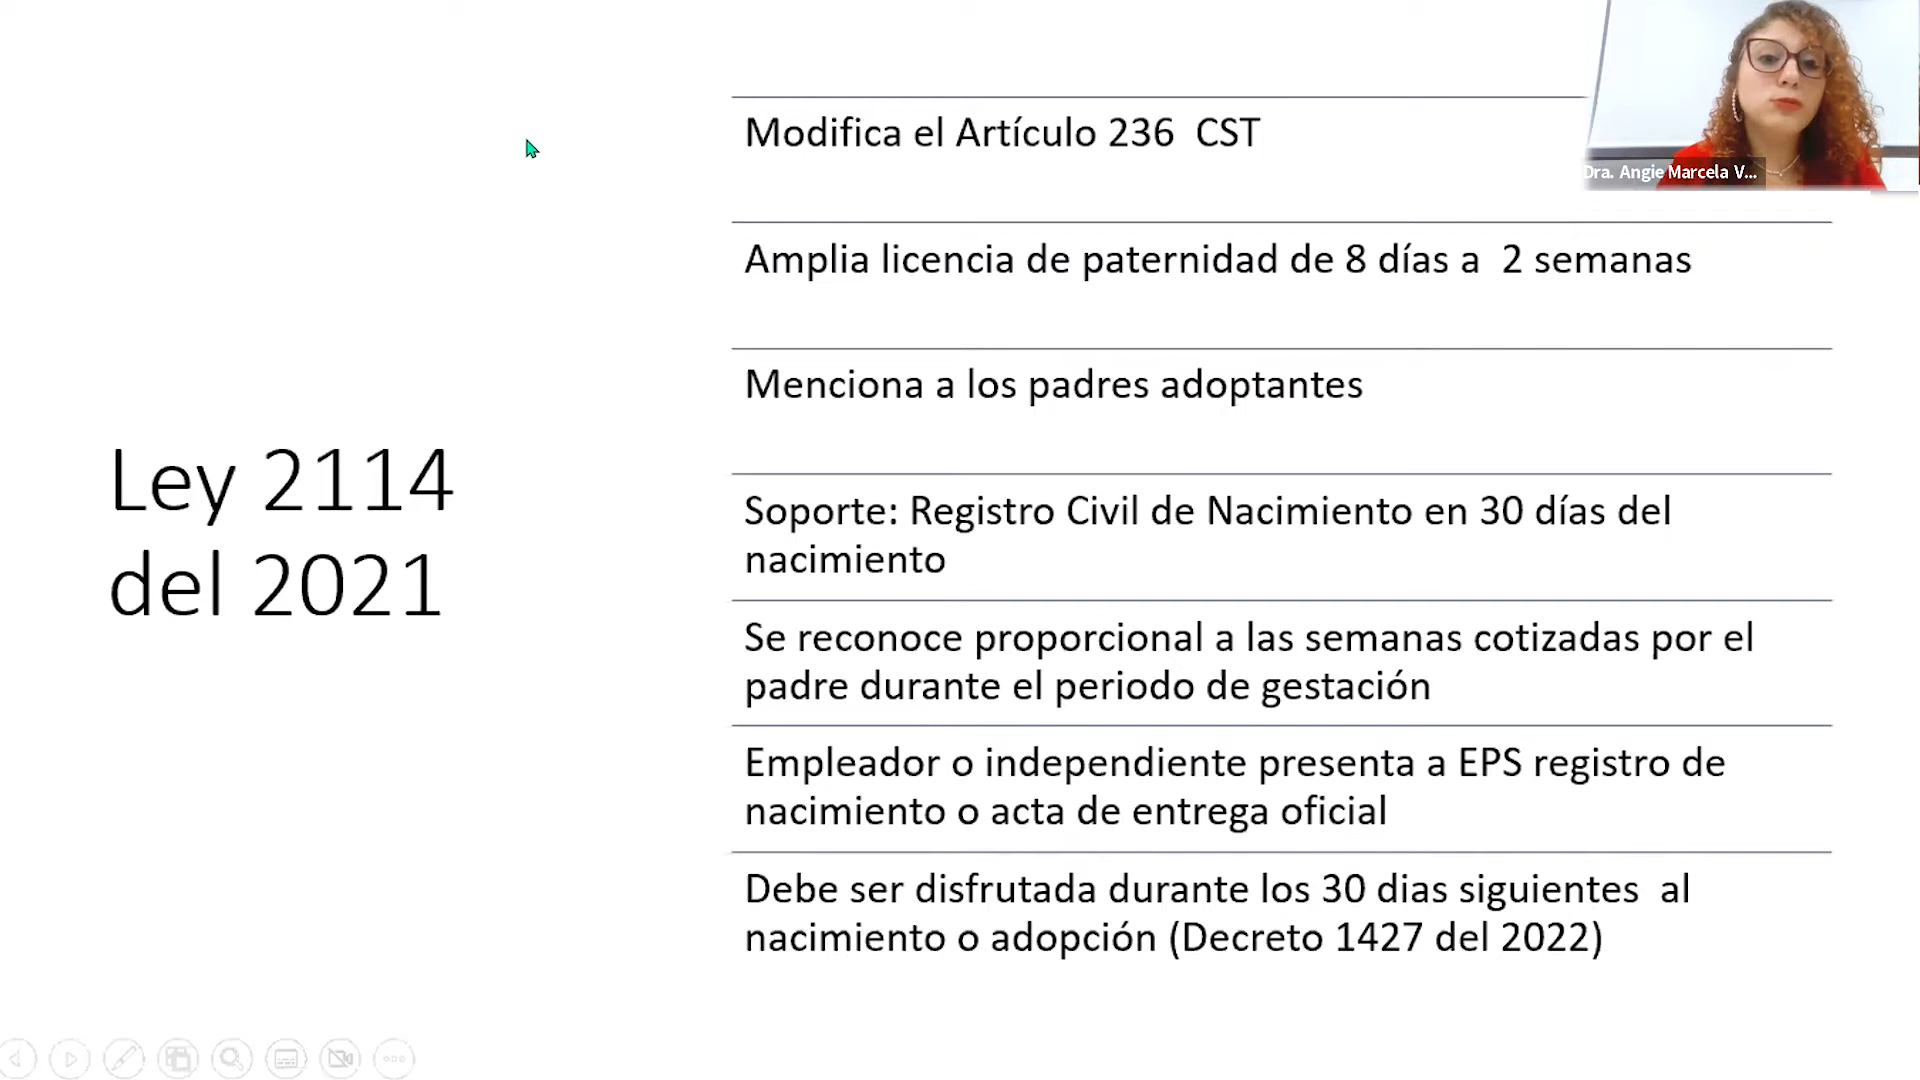 Ley 2114
del 2021
Modifica el Artículo 236 CST
Amplia licencia de paternidad de 8 días a 2 semanas
Menciona a los padres adoptantes
Soporte: Registro Civil de Nacimiento en 30 días del
nacimiento
Se reconoce proporcional a las semanas cotizadas por el
padre durante el periodo de gestación
Empleador o independiente presenta a EPS registro de
nacimiento o acta de entrega oficial
Debe ser disfrutada durante los 30 dias siguientes al
nacimiento o adopción (Decreto 1427 del 2022)
Dra. Angie Marcela V...